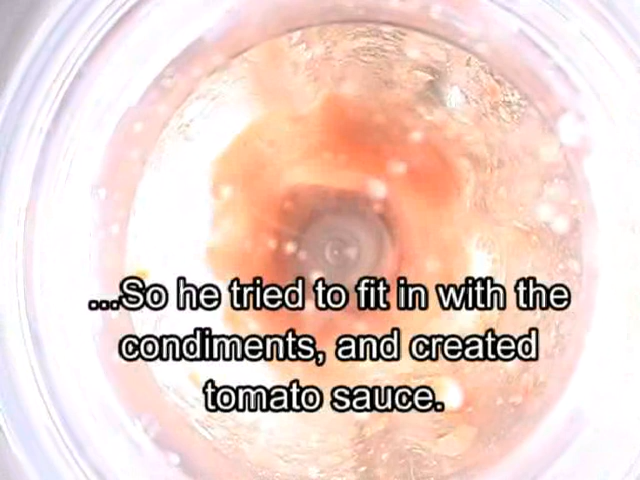 ...So he tried to fit in with the
condiments, and created
tomato sauce.